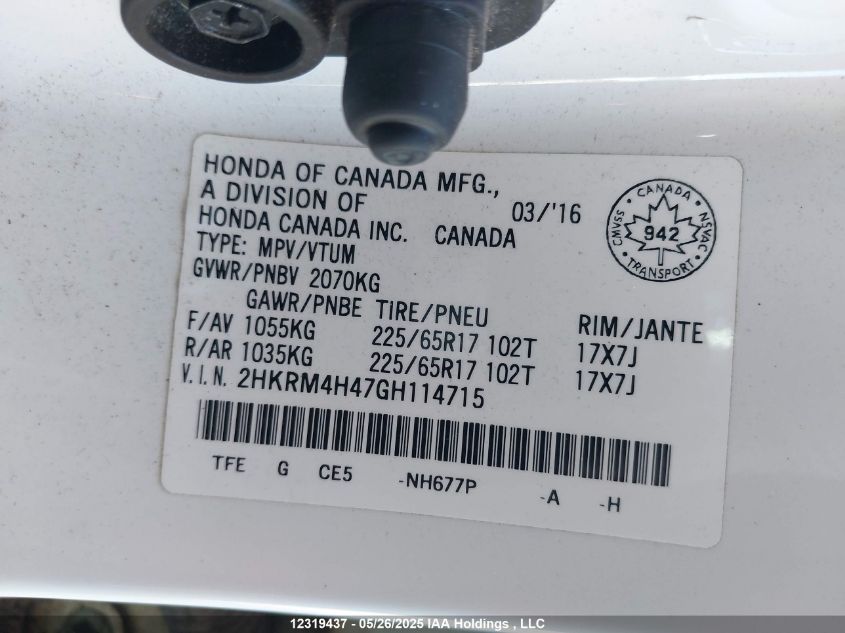 HONDA OF CANADA MFG.,
A DIVISION OF
HONDA CANADA INC. CANADA
03/'16
CANADA
CMVSS 942 NSVAC
TRANSPORT
TYPE: MPV/VTUM
GVWR/PNBV 2070KG
GAWR/PNBE TIRE/PNEU RIM/JANTE
F/AV 1055KG 225/65R17 102T 17X7J
R/AR 1035KG 225/65R17 102T 17X7J
V.I.N. 2HKRM4H47GH114715
TFE G CE5 -NH677P -A -H
12319437 - 05/26/2025 IAA Holdings , LLC